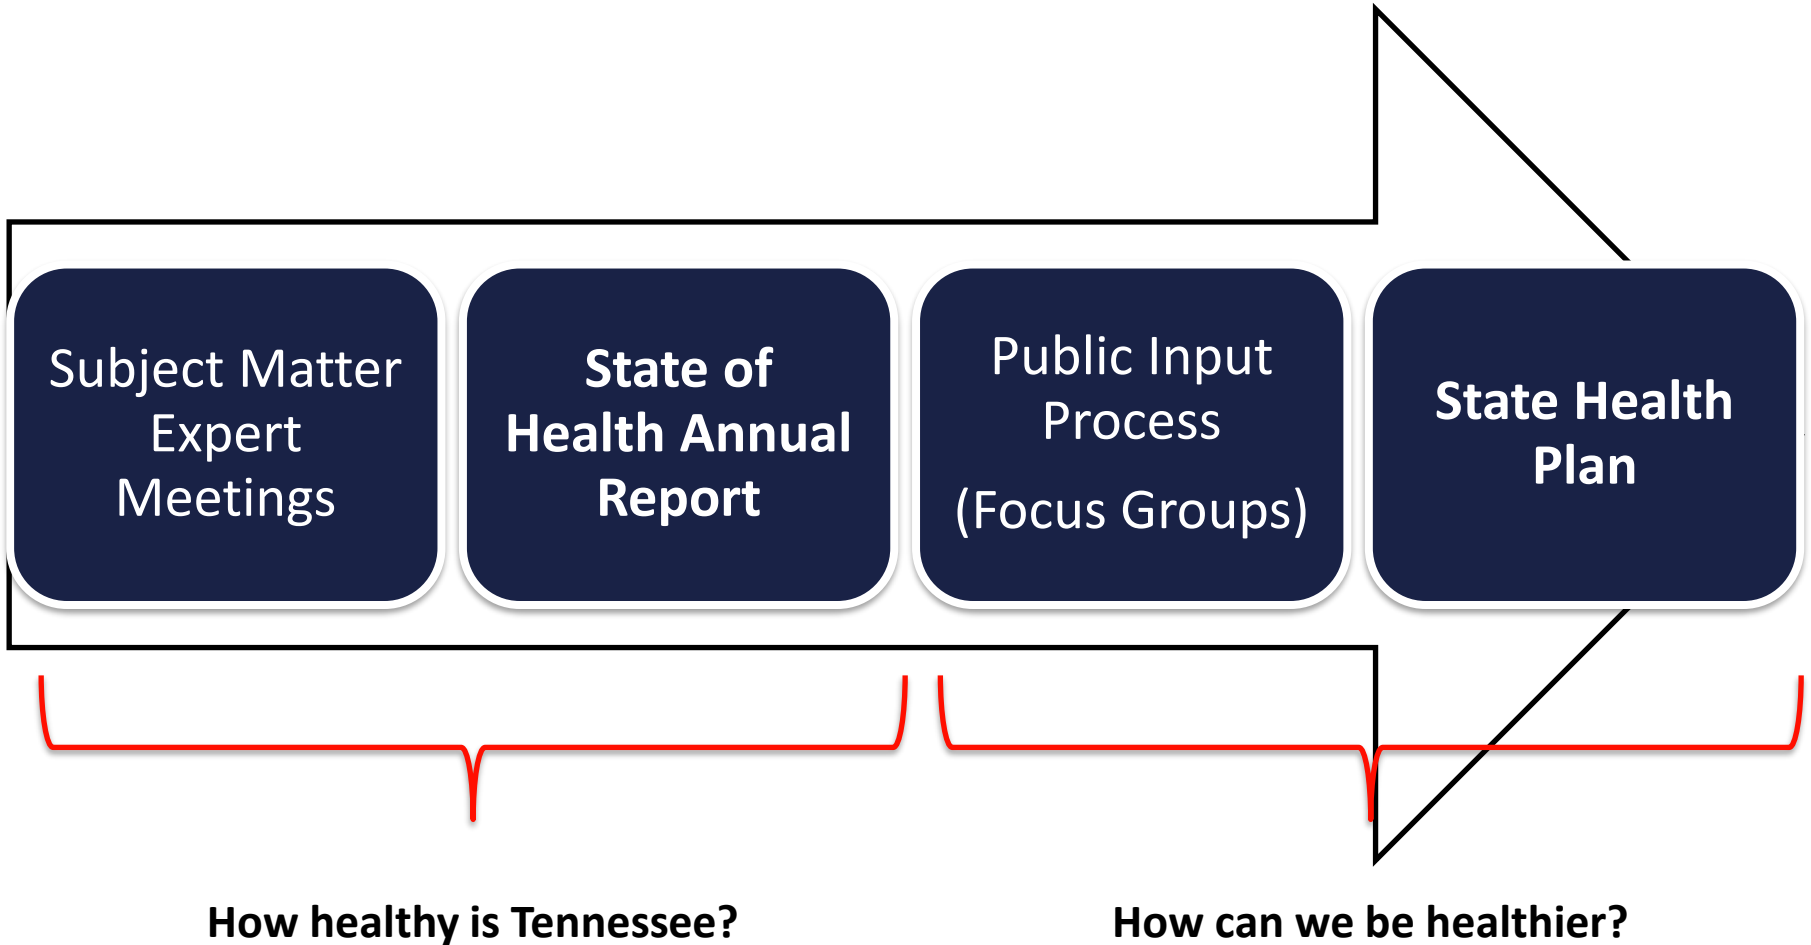 Subject Matter
Expert
Meetings
State of
Health Annual
Report
Public Input
Process
(Focus Groups)
State Health
Plan
How healthy is Tennessee?
How can we be healthier?